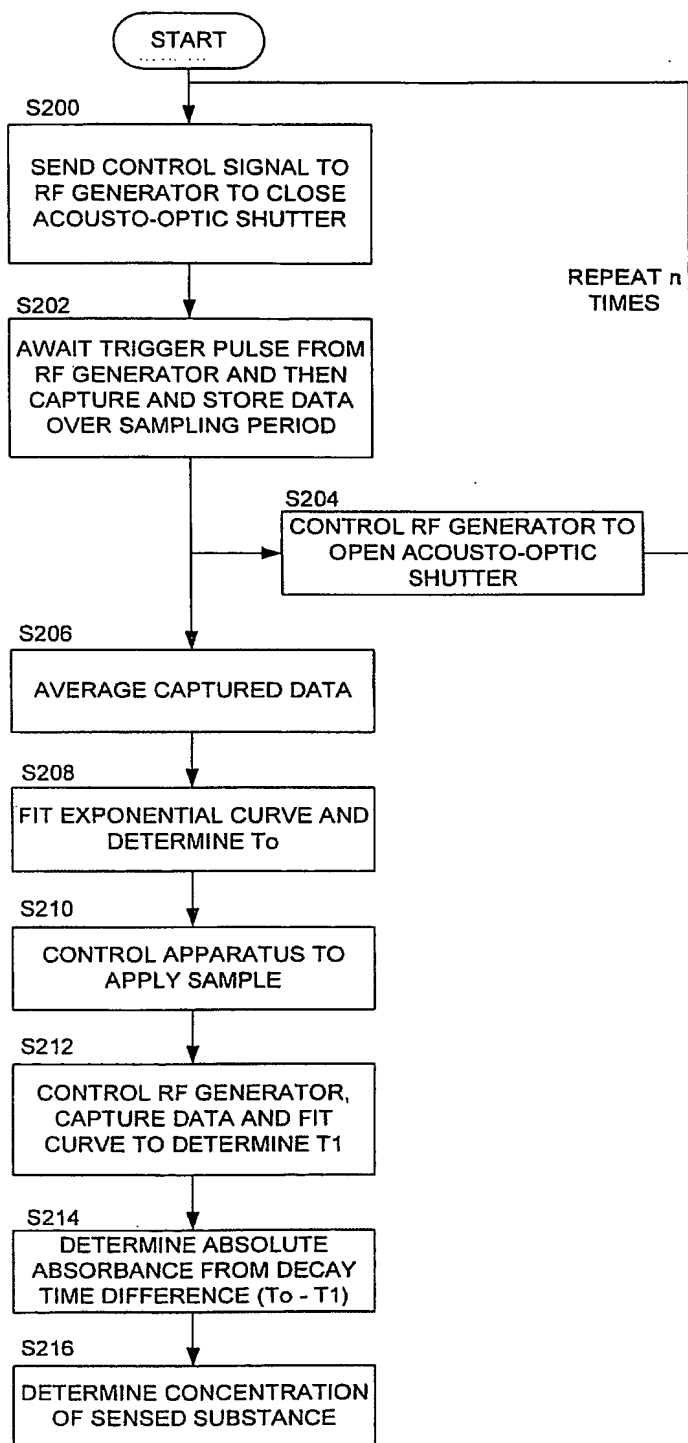 START
S200
SEND CONTROL SIGNAL TO
RF GENERATOR TO CLOSE
ACOUSTO-OPTIC SHUTTER
REPEAT n
TIMES
S202
AWAIT TRIGGER PULSE FROM
RF GENERATOR AND THEN
CAPTURE AND STORE DATA
OVER SAMPLING PERIOD
S204
CONTROL RF GENERATOR TO
OPEN ACOUSTO-OPTIC
SHUTTER
S206
AVERAGE CAPTURED DATA
S208
FIT EXPONENTIAL CURVE AND
DETERMINE To
S210
CONTROL APPARATUS TO
APPLY SAMPLE
S212
CONTROL RF GENERATOR,
CAPTURE DATA AND FIT
CURVE TO DETERMINE T1
S214
DETERMINE ABSOLUTE
ABSORBANCE FROM DECAY
TIME DIFFERENCE (To - T1)
S216
DETERMINE CONCENTRATION
OF SENSED SUBSTANCE